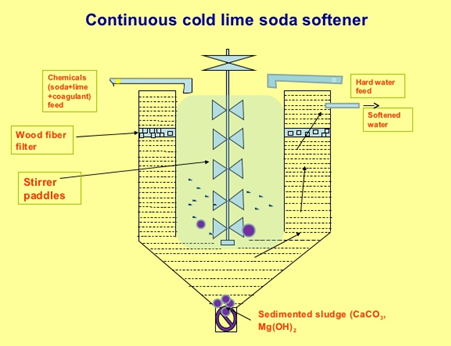 Continuous cold lime soda softener
Chemicals
(soda+lime
+coagulant)
feed
Hard water
feed
Softened
water
Wood fiber
filter
Stirrer
paddles
Sedimented sludge (CaCO3,
Mg(OH)2